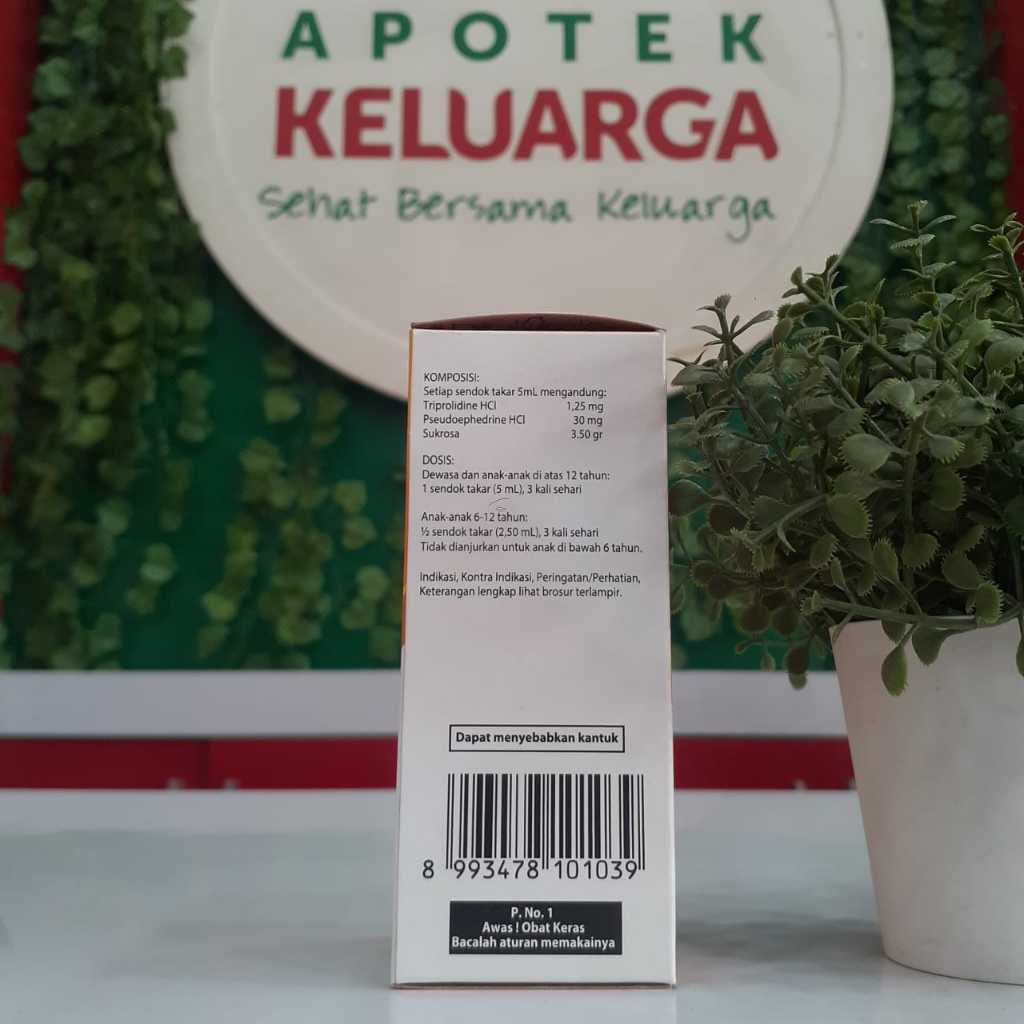 APOTEK
KELUARGA
Sehat Bersama Keluarga
KOMPOSISI:
Setiap sendok takar 5mL mengandung:
Triprolidine HCl 1,25 mg
Pseudoephedrine HCl 30 mg
Sukrosa 3.50 gr
DOSIS:
Dewasa dan anak-anak di atas 12 tahun:
1 sendok takar (5 mL), 3 kali sehari
Anak-anak 6-12 tahun:
½ sendok takar (2,50 mL), 3 kali sehari
Tidak dianjurkan untuk anak di bawah 6 tahun.
Indikasi, Kontra Indikasi, Peringatan/Perhatian,
Keterangan lengkap lihat brosur terlampir.
Dapat menyebabkan kantuk
8 993478 101039
P. No. 1
Awas ! Obat Keras
Bacalah aturan memakainya